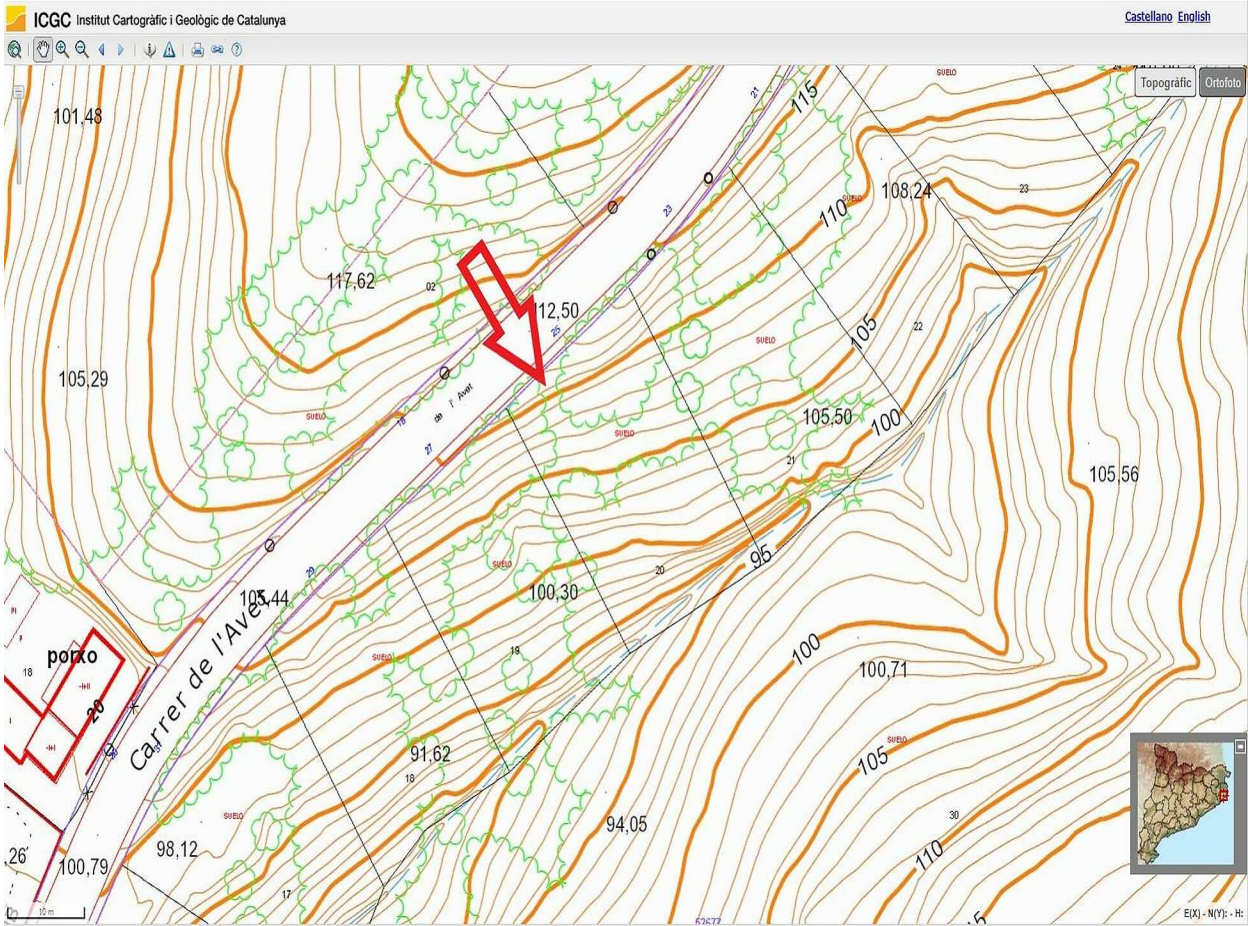 ICGC Institut Cartogràfic i Geològic de Catalunya
Castellano English
Topogràfic Ortofoto
SUELO
101,48
21
115
110
108,24
SUELO
23
23
117,62
02
112,50
25
SUELO
105
22
105,29
SUELO
de l' Avet
27
SUELO
105,50
100
21
105,56
95
SUELO
20
100,30
29
105,44
Carrer de l'Avet
porxo
18
20
SUELO
19
100
100,71
91,62
18
SUELO
105
SUELO
94,05
30
110
98,12
100,79
,26
17
10 m
52677
E(X) - N(Y): - H: